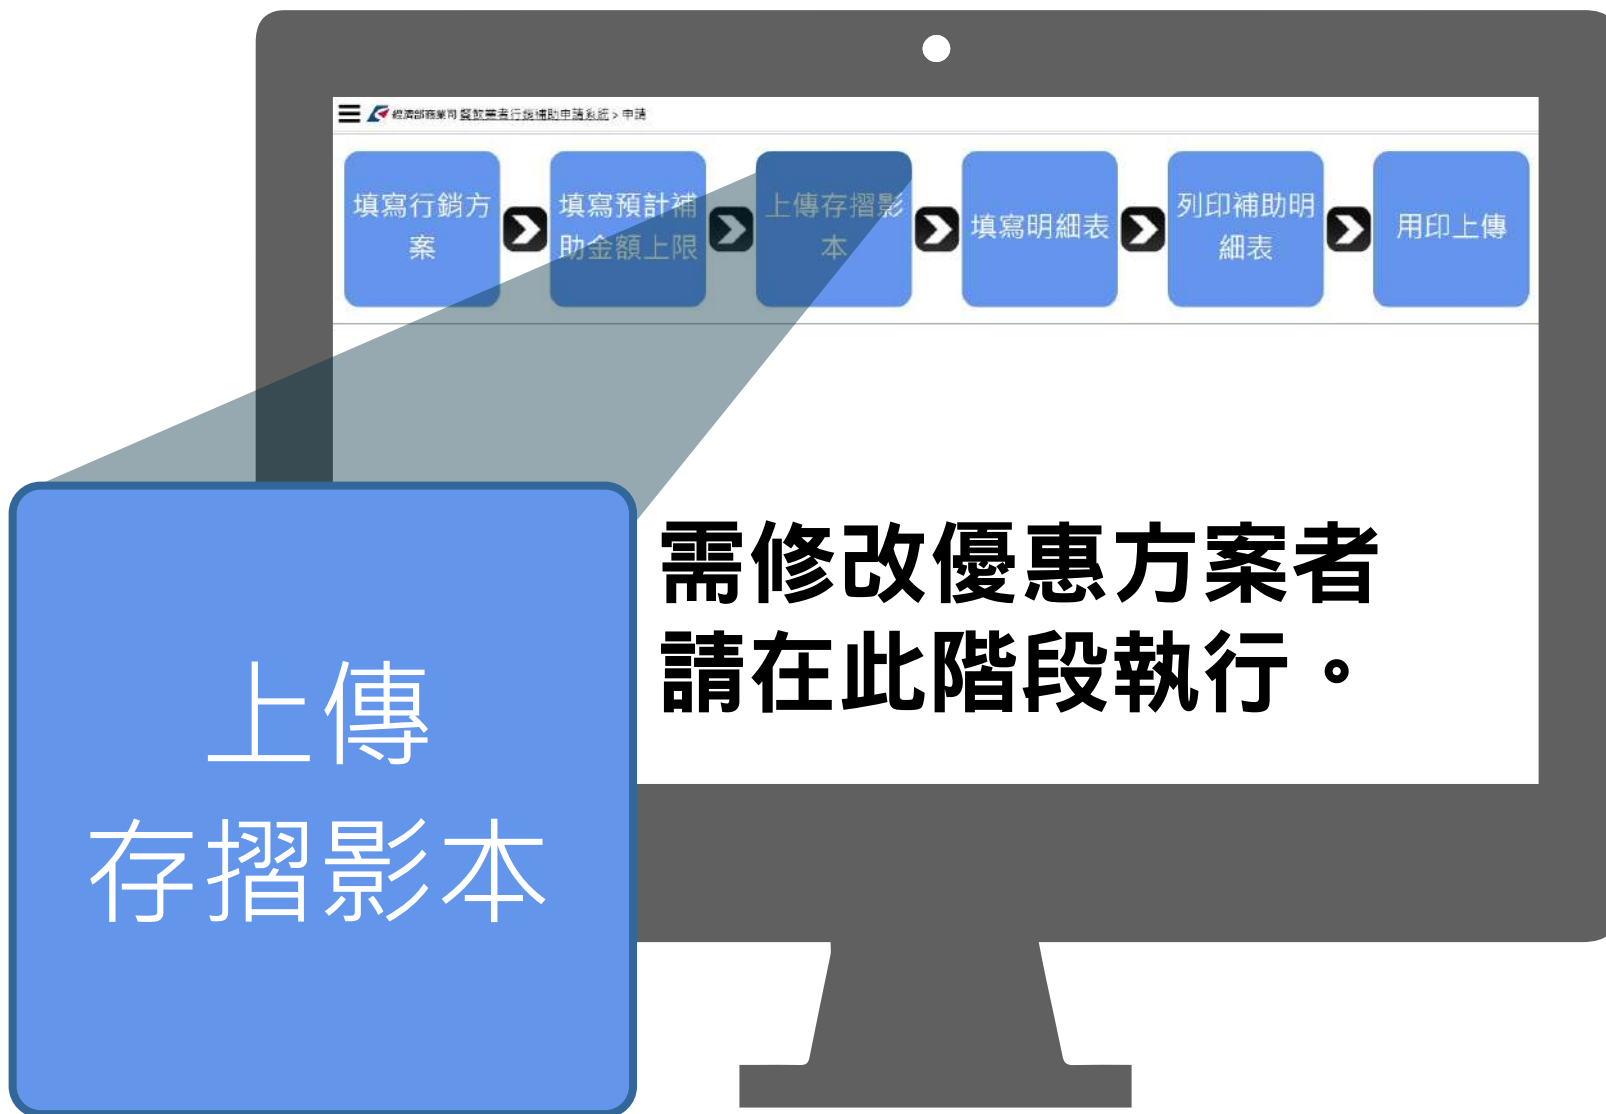 經濟部商業司 餐飲業者行銷補助申請系統 > 申請
填寫行銷方
案
填寫預計補
助金額上限
上傳存摺影
本
填寫明細表
列印補助明
細表
用印上傳
需修改優惠方案者
請在此階段執行。
上傳
存摺影本